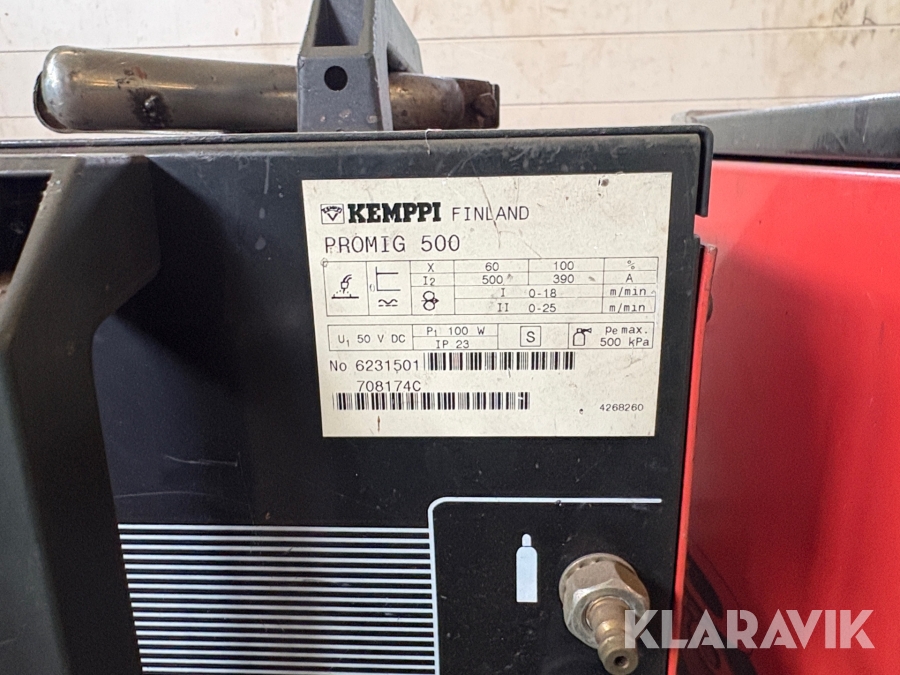 KEMPPI FINLAND
PROMIG 500
X 60 100 %
I2 500 390 A
I 0-18 m/min
II 0-25 m/min
U1 50 V DC
P1 100 W
IP 23
S
Pe max.
500 kPa
No 6231501
708174C
4268260
KLARAVIK